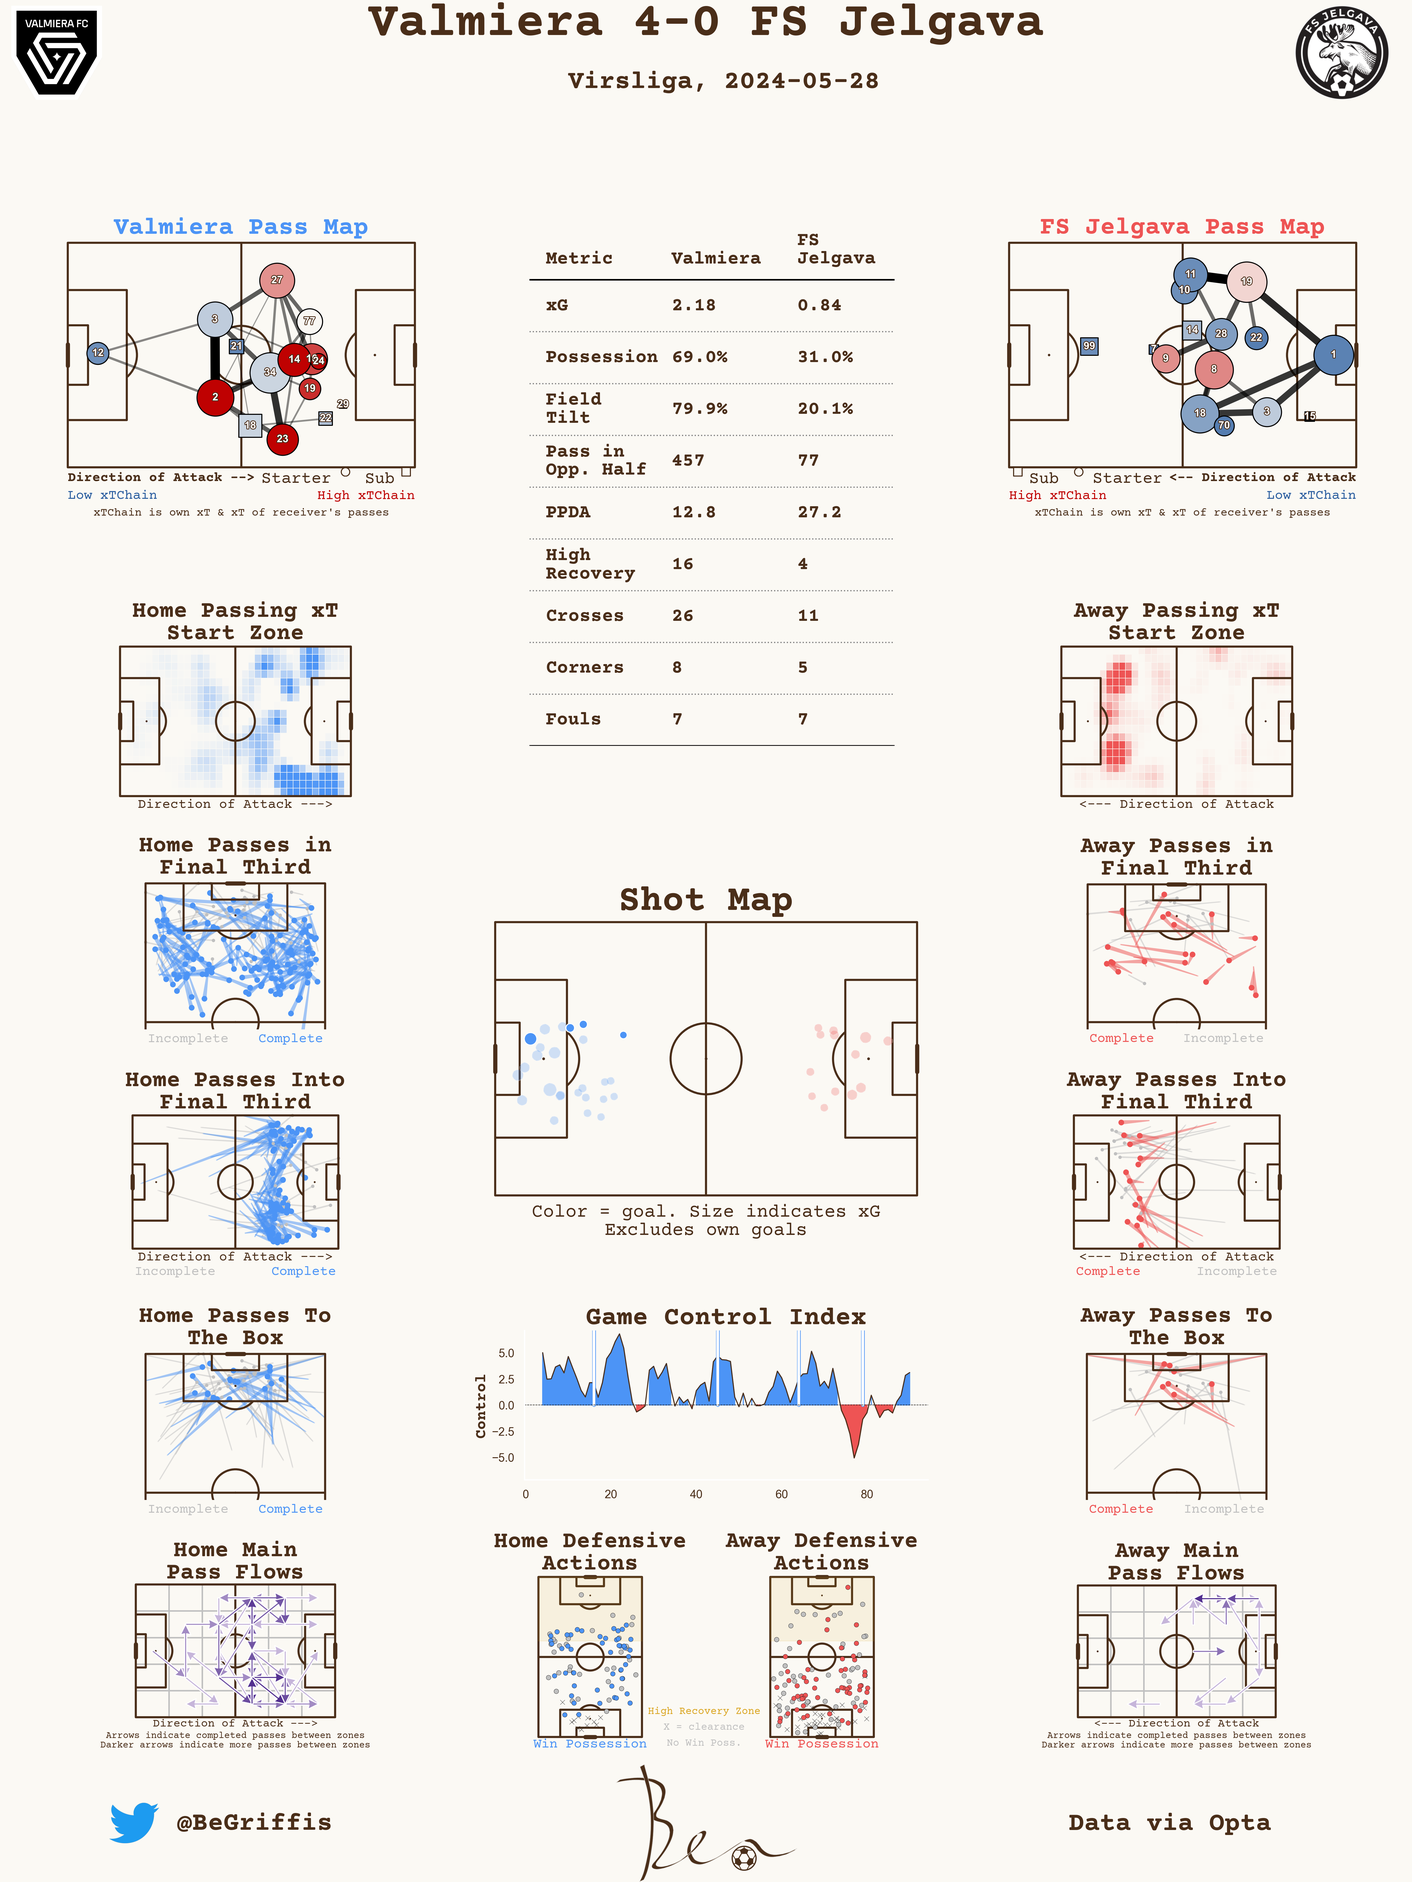 Valmiera 4-0 FS Jelgava
Virsliga, 2024-05-28
VALMIERA FC
FS JELGAVA
Valmiera Pass Map
27
3
77
12
21
14
24
34
19
2
18
22
29
23
Direction of Attack --> Starter Sub
Low xTChain High xTChain
xTChain is own xT & xT of receiver's passes
Metric Valmiera FS Jelgava
xG 2.18 0.84
Possession 69.0% 31.0%
Field Tilt 79.9% 20.1%
Pass in Opp. Half 457 77
PPDA 12.8 27.2
High Recovery 16 4
Crosses 26 11
Corners 8 5
Fouls 7 7
FS Jelgava Pass Map
11
19
10
14
28
22
99
7
9
1
8
18
3
70
15
Sub Starter <-- Direction of Attack
High xTChain Low xTChain
xTChain is own xT & xT of receiver's passes
Home Passing xT
Start Zone
Direction of Attack --->
Away Passing xT
Start Zone
<--- Direction of Attack
Home Passes in
Final Third
Incomplete Complete
Away Passes in
Final Third
Complete Incomplete
Shot Map
Color = goal. Size indicates xG
Excludes own goals
Home Passes Into
Final Third
Direction of Attack --->
Incomplete Complete
Away Passes Into
Final Third
<--- Direction of Attack
Complete Incomplete
Home Passes To
The Box
Incomplete Complete
Game Control Index
Control
5.0
2.5
0.0
−2.5
−5.0
0 20 40 60 80
Away Passes To
The Box
Complete Incomplete
Home Main
Pass Flows
Direction of Attack --->
Arrows indicate completed passes between zones
Darker arrows indicate more passes between zones
Home Defensive
Actions
Win Possession
High Recovery Zone
X = clearance
No Win Poss.
Away Defensive
Actions
Win Possession
Away Main
Pass Flows
<--- Direction of Attack
Arrows indicate completed passes between zones
Darker arrows indicate more passes between zones
@BeGriffis
Ben
Data via Opta